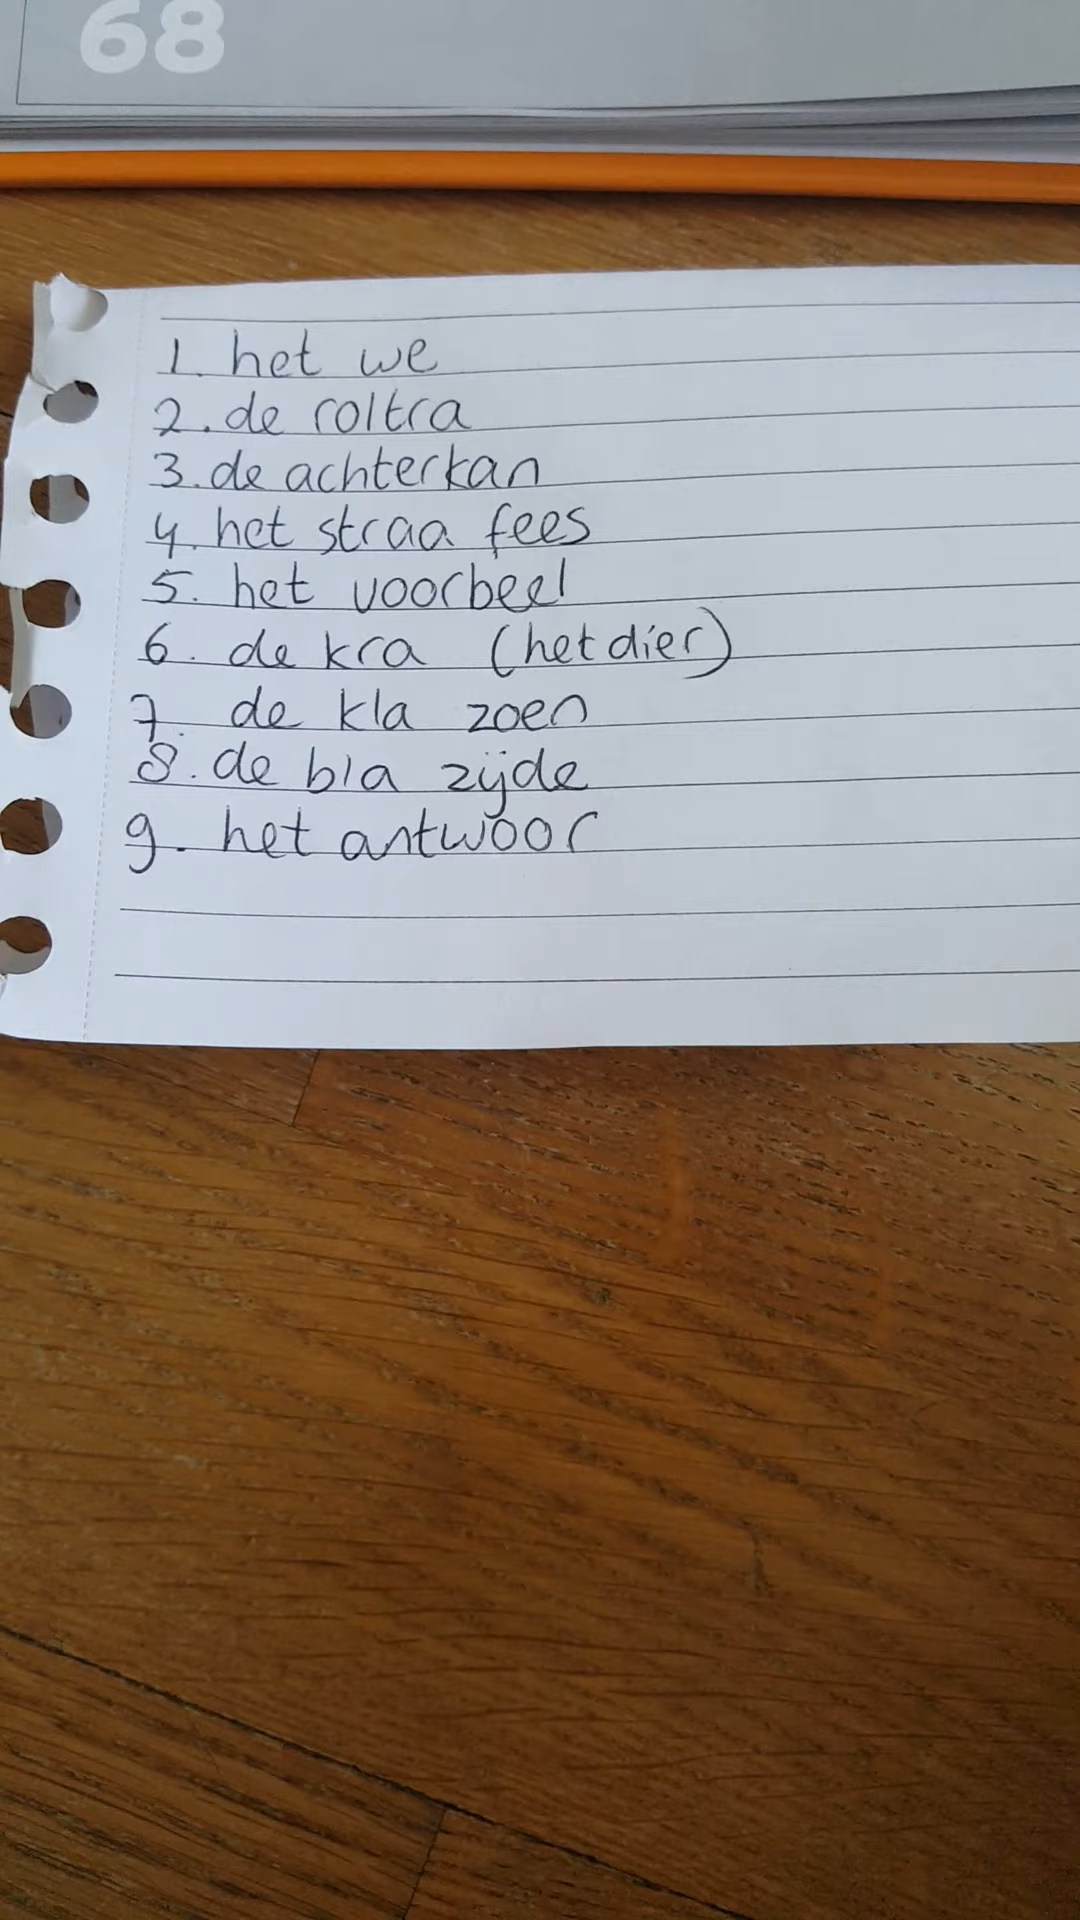 68
1. het we
2. de roltra
3. de achterkan
4. het straa fees
5. het voorbeel
6. de kra (het dier)
7. de kla zoen
8. de bla zijde
9. het antwoor